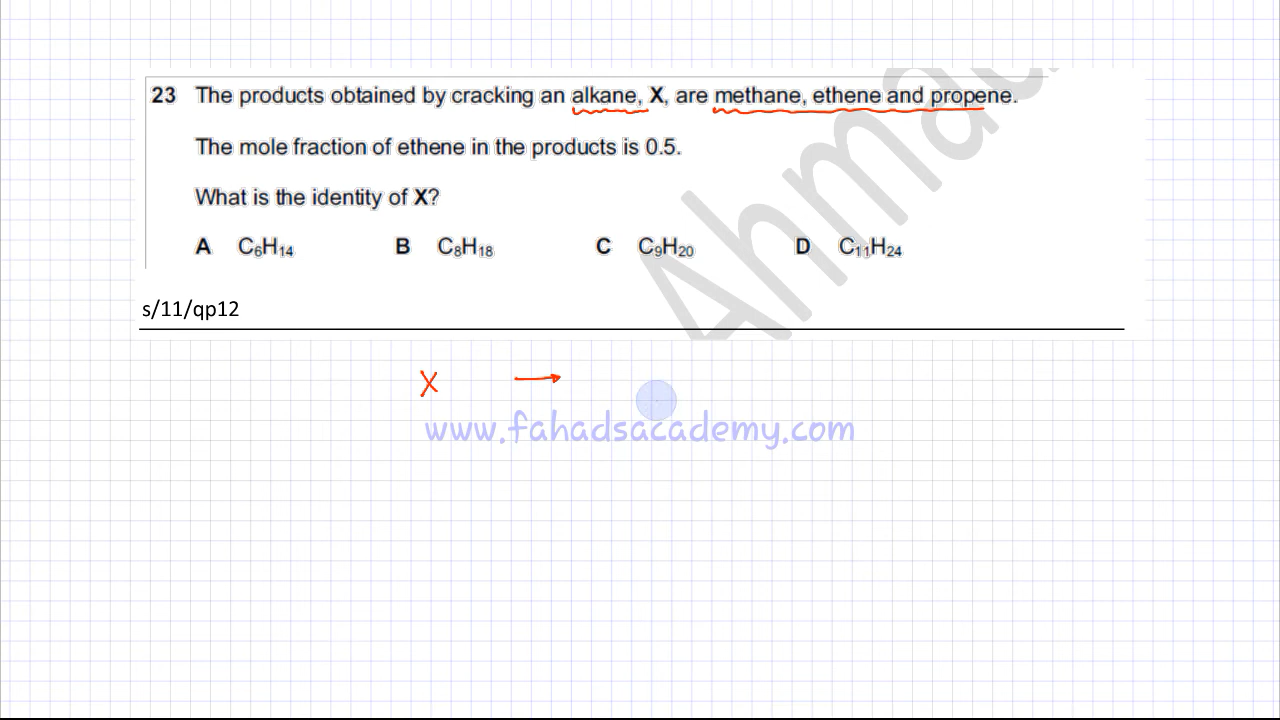 23 The products obtained by cracking an alkane, X, are methane, ethene and propene.
The mole fraction of ethene in the products is 0.5.
What is the identity of X?
A C₆H₁₄ B C₈H₁₈ C C₉H₂₀ D C₁₁H₂₄
s/11/qp12
X →
www.fahadsacademy.com
Ahmad